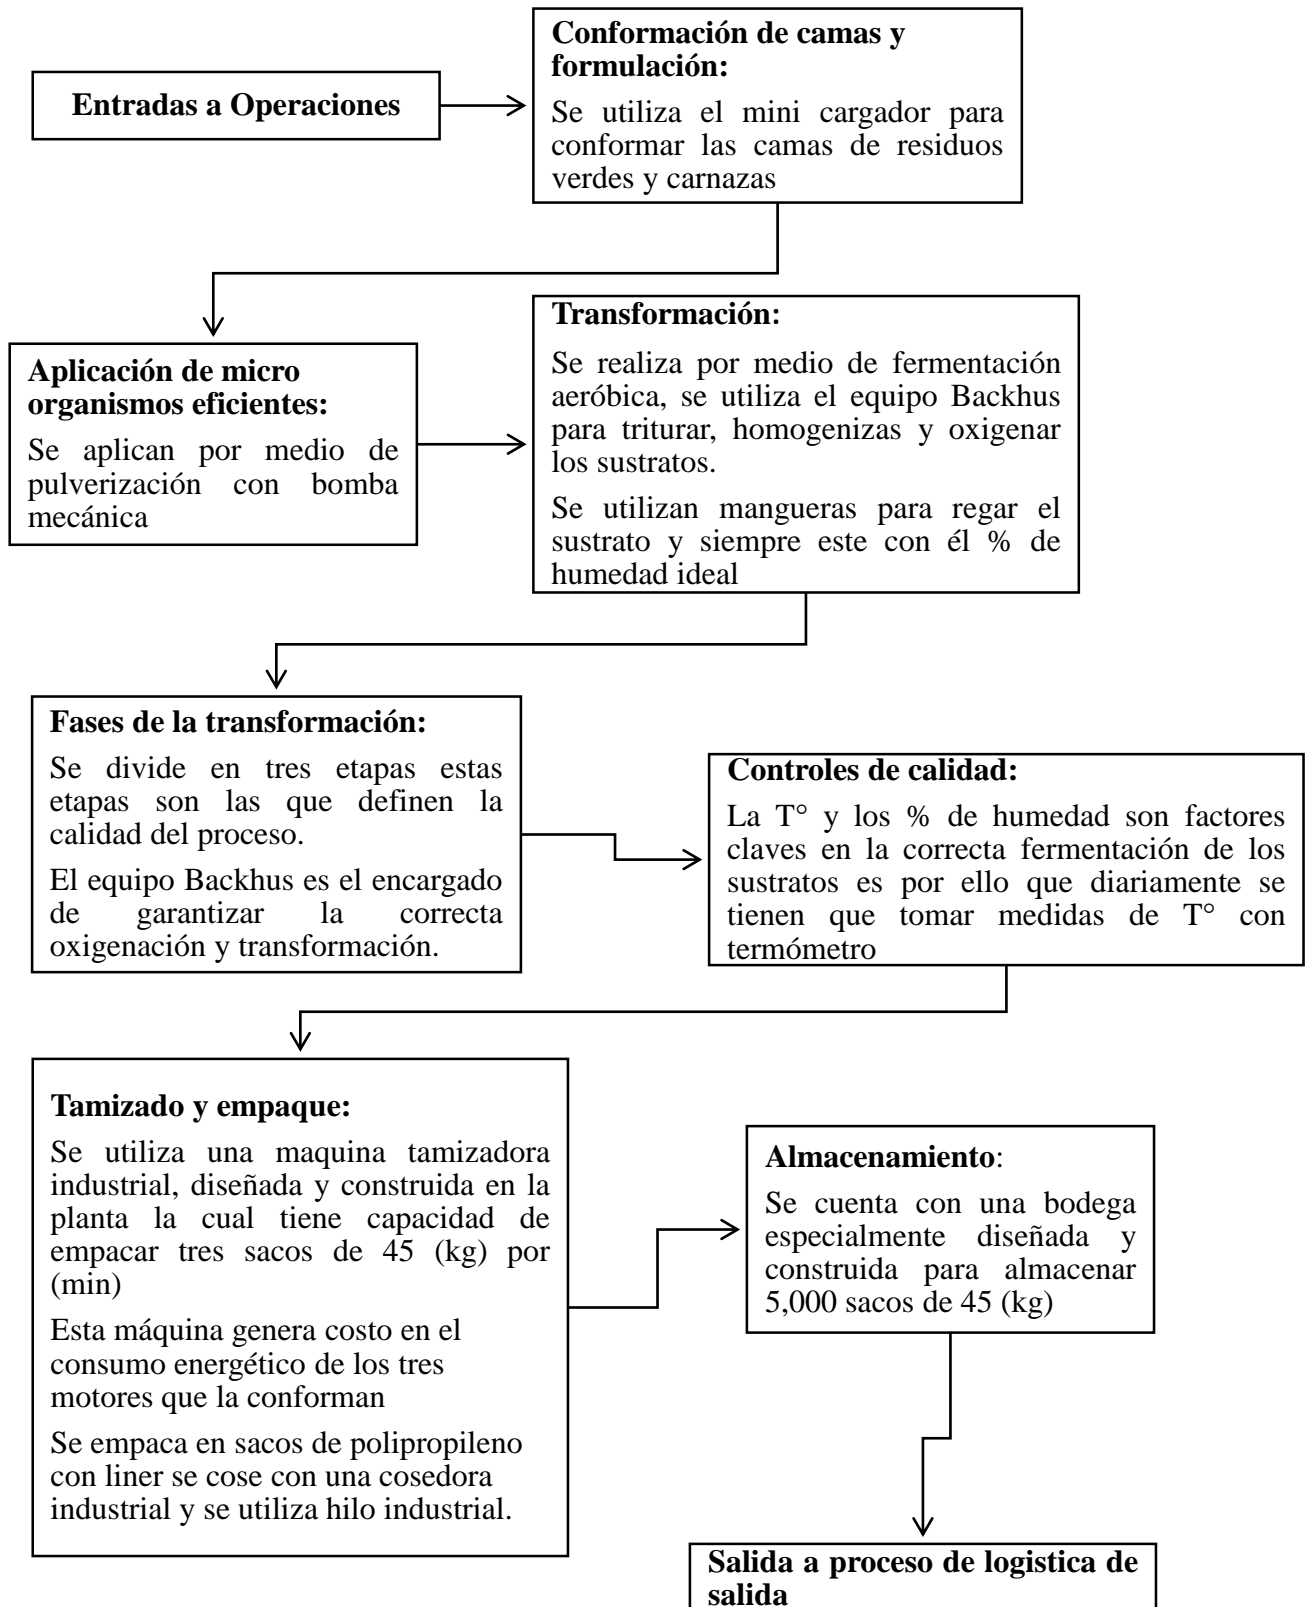 Entradas a Operaciones
Conformación de camas y
formulación:
Se utiliza el mini cargador para
conformar las camas de residuos
verdes y carnazas
Aplicación de micro
organismos eficientes:
Se aplican por medio de
pulverización con bomba
mecánica
Transformación:
Se realiza por medio de fermentación
aeróbica, se utiliza el equipo Backhus
para triturar, homogenizas y oxigenar
los sustratos.
Se utilizan mangueras para regar el
sustrato y siempre este con él % de
humedad ideal
Fases de la transformación:
Se divide en tres etapas estas
etapas son las que definen la
calidad del proceso.
El equipo Backhus es el encargado
de garantizar la correcta
oxigenación y transformación.
Controles de calidad:
La T° y los % de humedad son factores
claves en la correcta fermentación de los
sustratos es por ello que diariamente se
tienen que tomar medidas de T° con
termómetro
Tamizado y empaque:
Se utiliza una maquina tamizadora
industrial, diseñada y construida en la
planta la cual tiene capacidad de
empacar tres sacos de 45 (kg) por
(min)
Esta máquina genera costo en el
consumo energético de los tres
motores que la conforman
Se empaca en sacos de polipropileno
con liner se cose con una cosedora
industrial y se utiliza hilo industrial.
Almacenamiento:
Se cuenta con una bodega
especialmente diseñada y
construida para almacenar
5,000 sacos de 45 (kg)
Salida a proceso de logistica de
salida